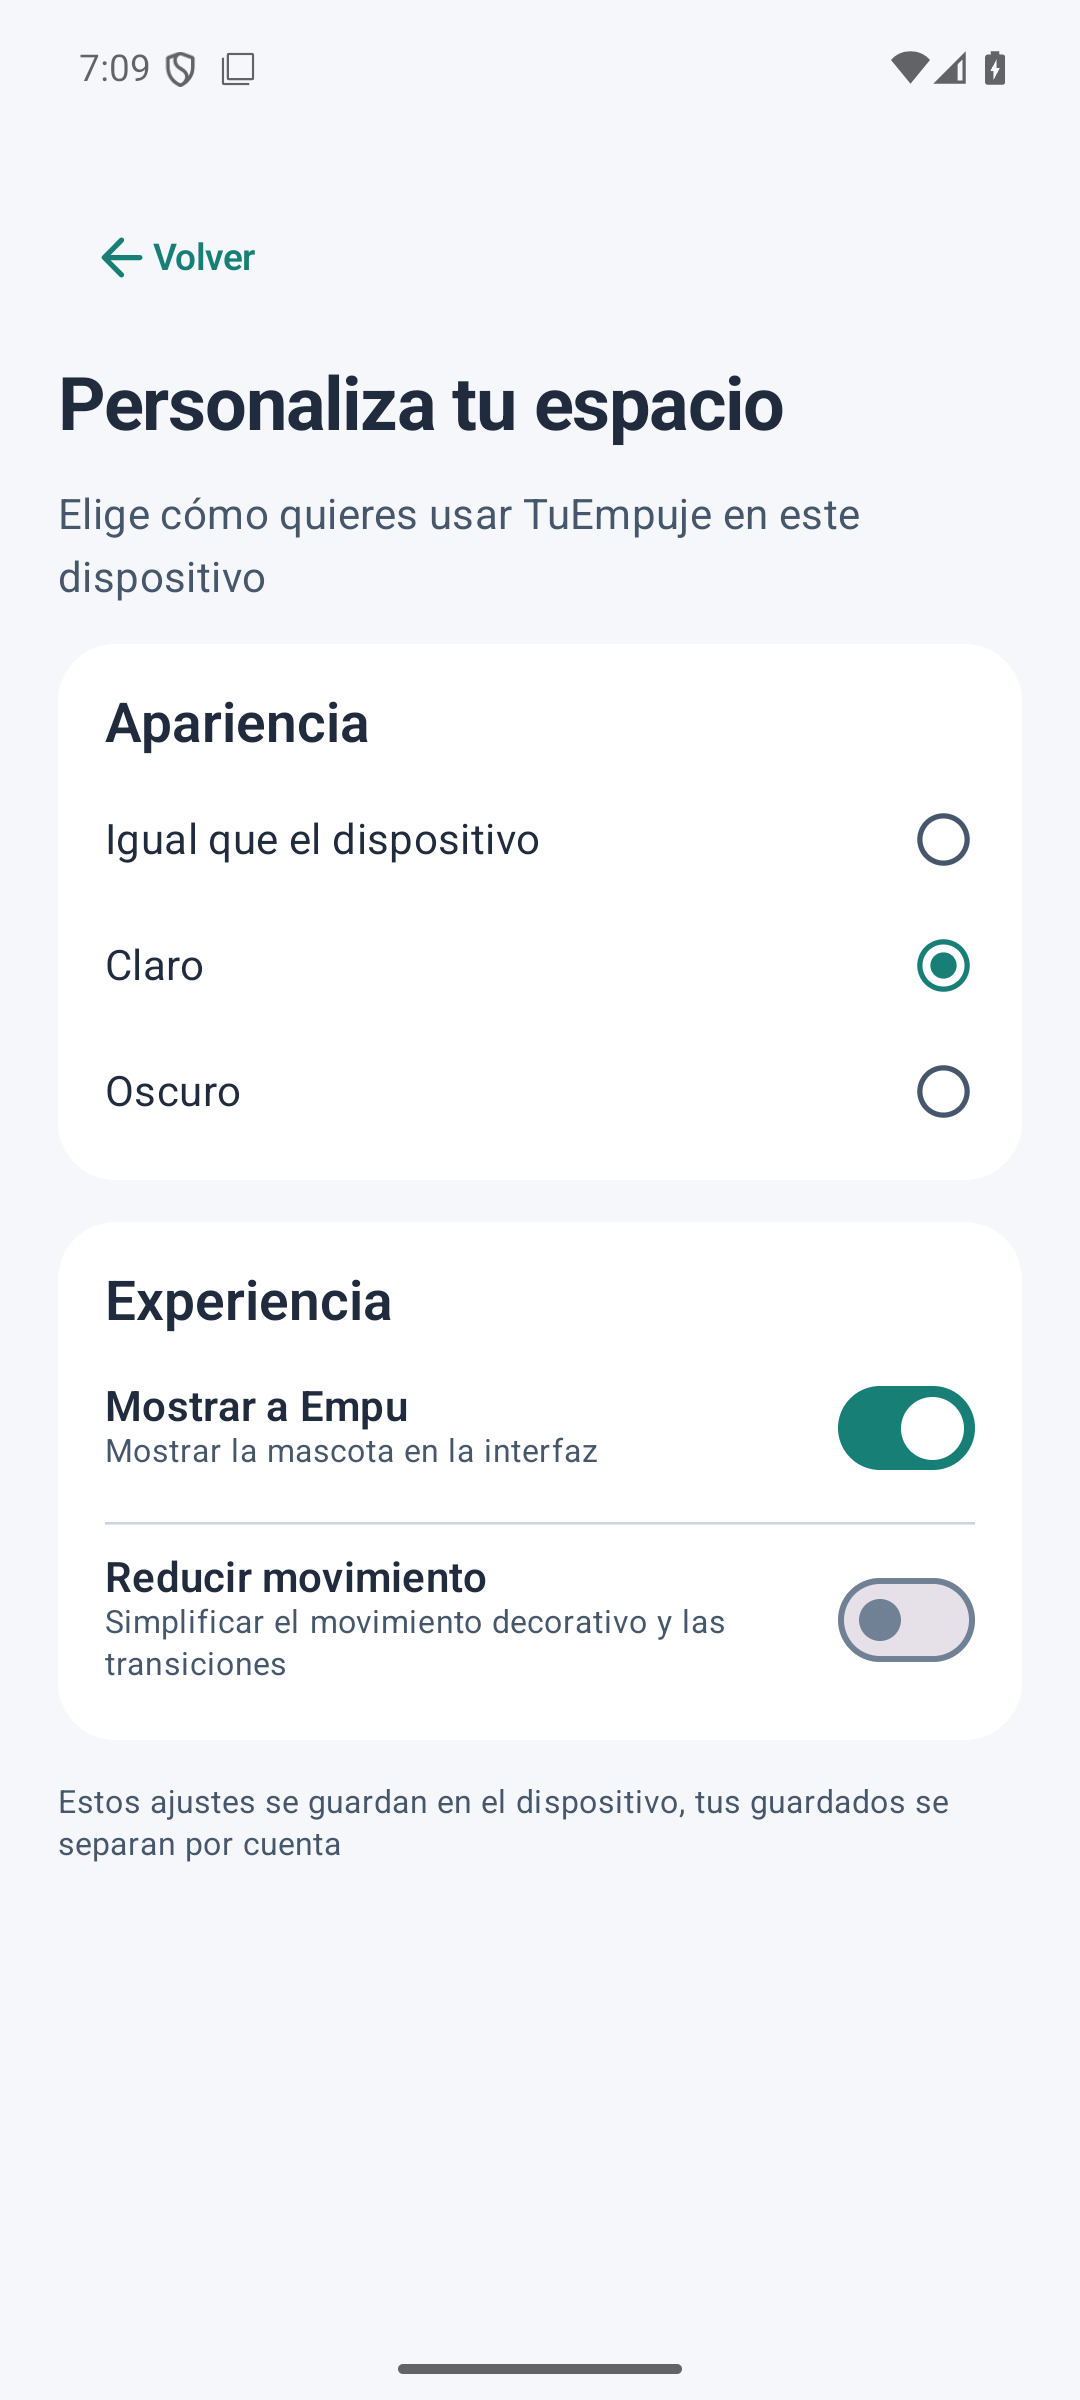 7:09
Volver
Personaliza tu espacio
Elige cómo quieres usar TuEmpuje en este
dispositivo
Apariencia
Igual que el dispositivo
Claro
Oscuro
Experiencia
Mostrar a Empu
Mostrar la mascota en la interfaz
Reducir movimiento
Simplificar el movimiento decorativo y las
transiciones
Estos ajustes se guardan en el dispositivo, tus guardados se
separan por cuenta